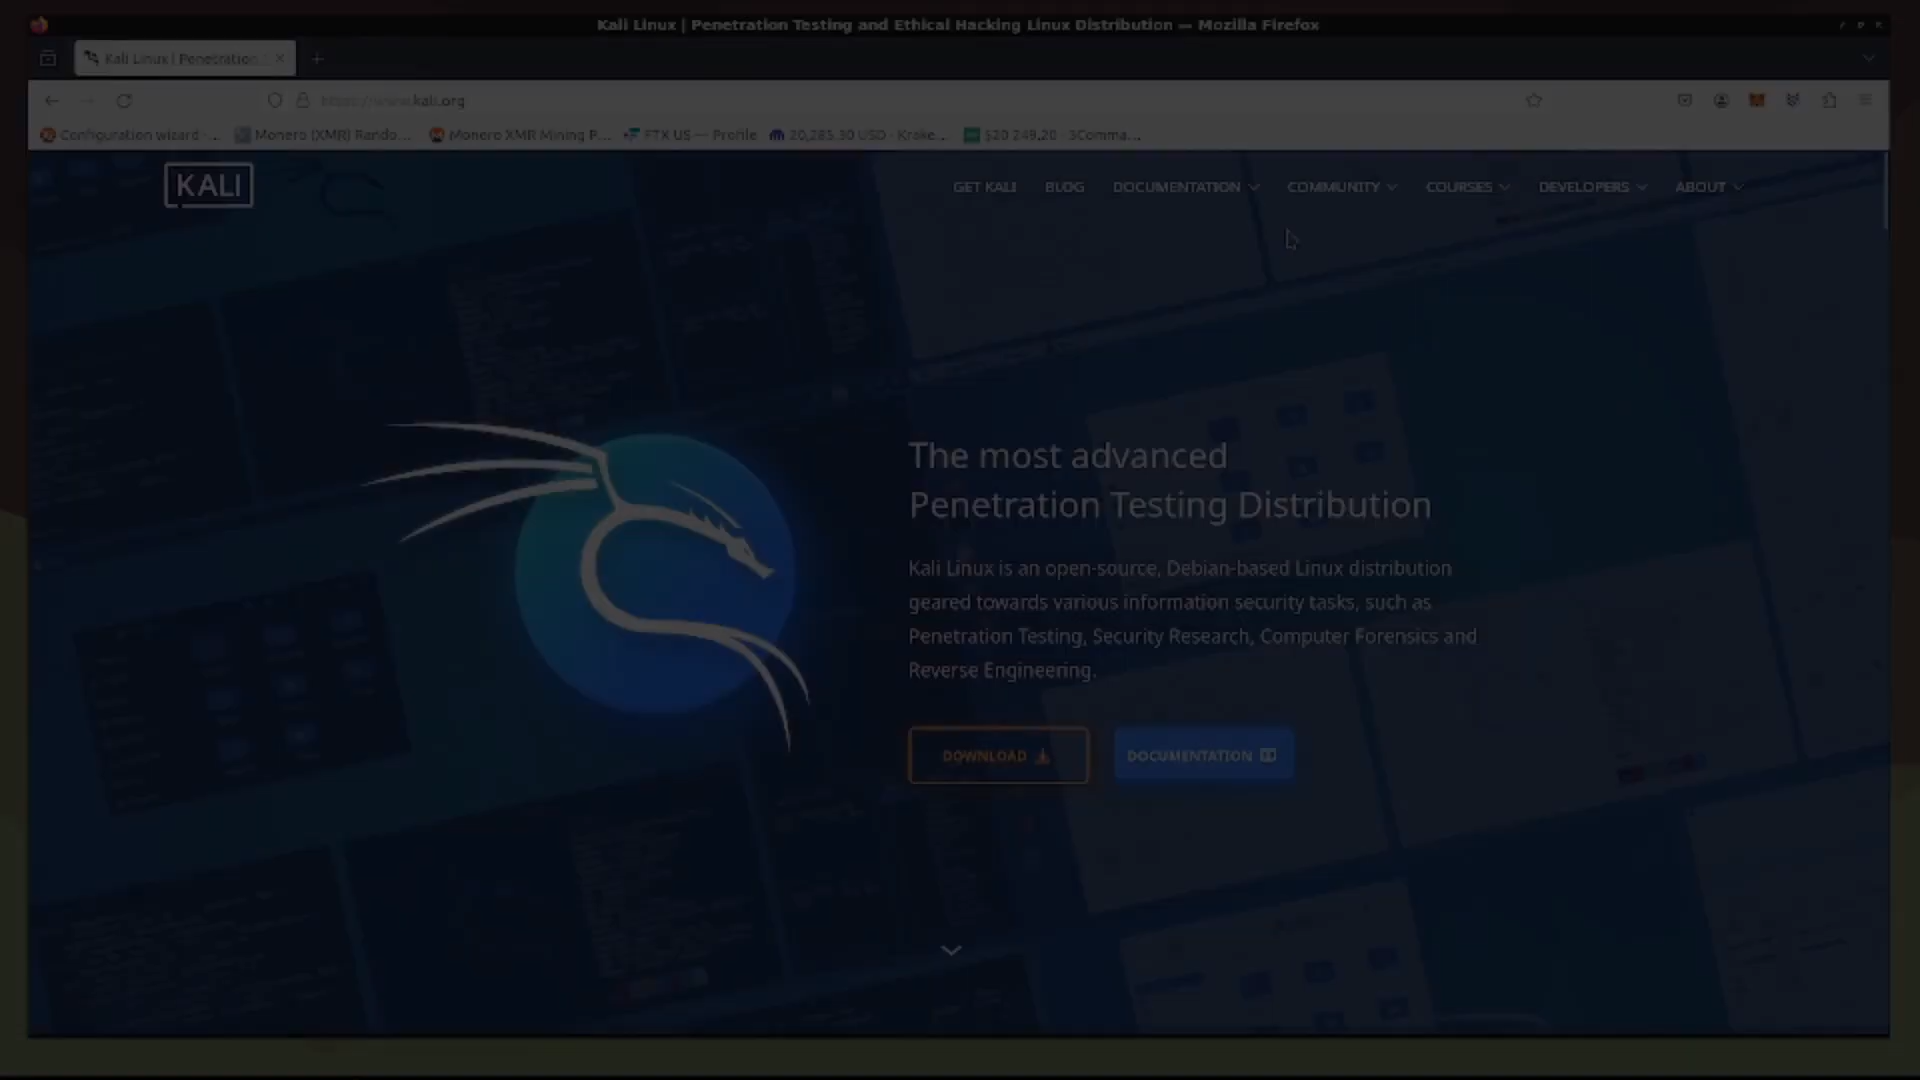 Kali Linux | Penetration Testing and Ethical Hacking Linux Distribution — Mozilla Firefox
Kali Linux | Penetration
https://www.kali.org
Configuration wizard · ...
Monero (XMR) Rando...
Monero XMR Mining P...
FTX US — Profile
20,285.30 USD · Krake...
$20 249.20 · 3Comma...
KALI
GET KALI
BLOG
DOCUMENTATION
COMMUNITY
COURSES
DEVELOPERS
ABOUT
The most advanced
Penetration Testing Distribution
Kali Linux is an open-source, Debian-based Linux distribution
geared towards various information security tasks, such as
Penetration Testing, Security Research, Computer Forensics and
Reverse Engineering.
DOWNLOAD
DOCUMENTATION